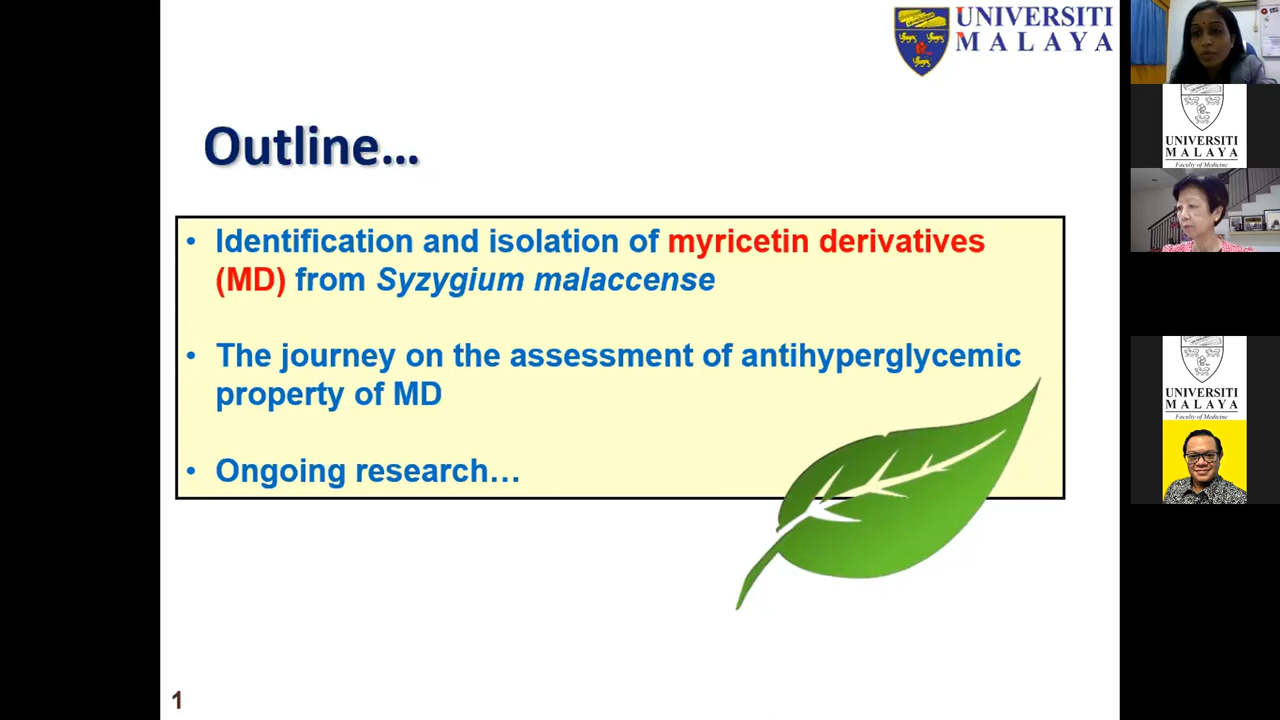 UNIVERSITI
MALAYA
Outline...
• Identification and isolation of myricetin derivatives
(MD) from Syzygium malaccense
• The journey on the assessment of antihyperglycemic
property of MD
• Ongoing research...
1
UNIVERSITI
MALAYA
Faculty of Medicine
UNIVERSITI
MALAYA
Faculty of Medicine